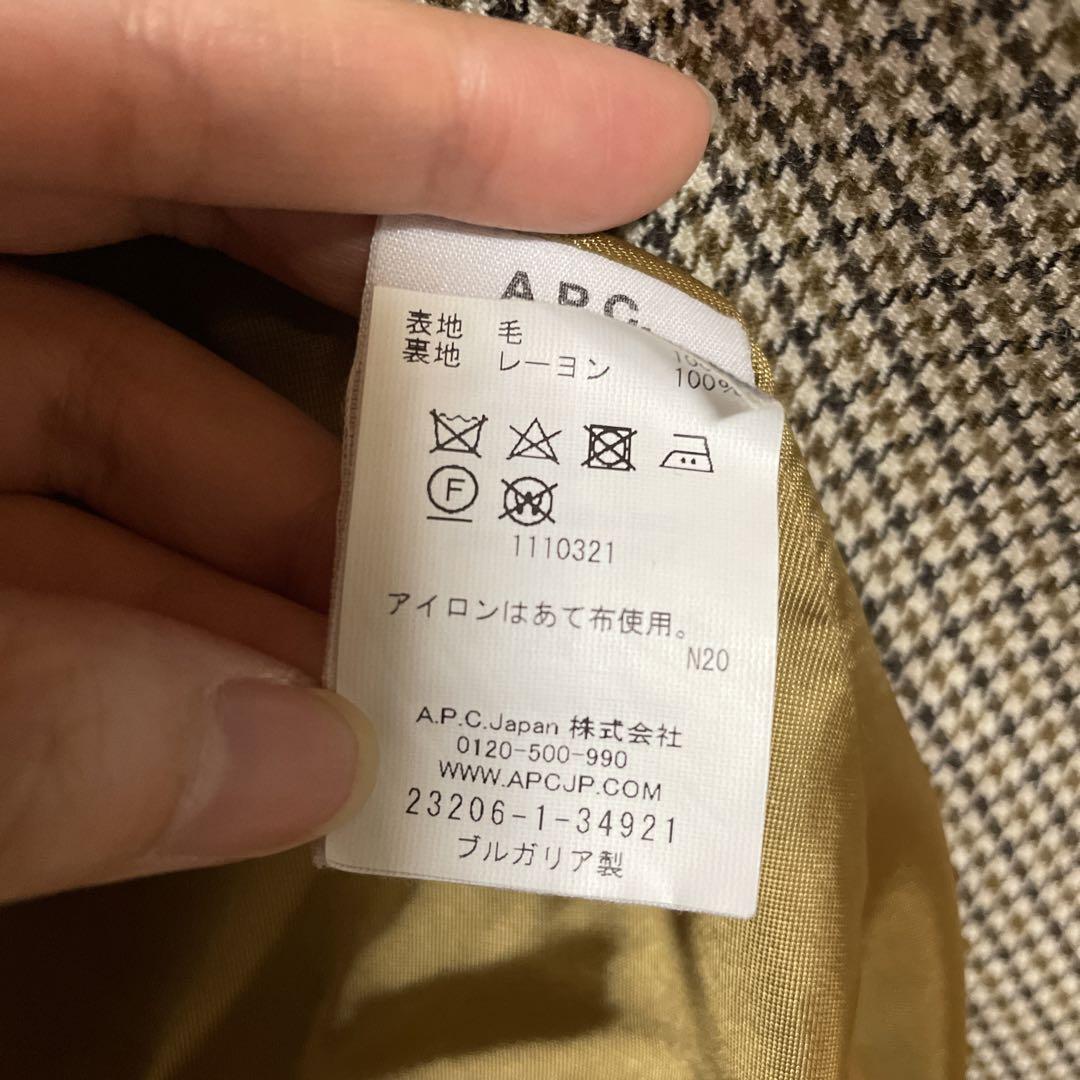 A.P.C.
表地 毛 100%
裏地 レーヨン 100%
F
W
1110321
アイロンはあて布使用。
N20
A.P.C.Japan 株式会社
0120-500-990
WWW.APCJP.COM
23206-1-34921
ブルガリア製